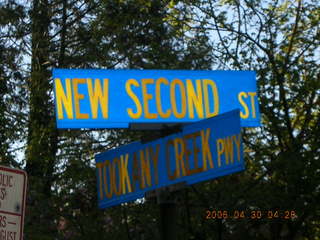 NEW SECOND ST
TOOKANY CREEK PWY
2006 04 30 04 28